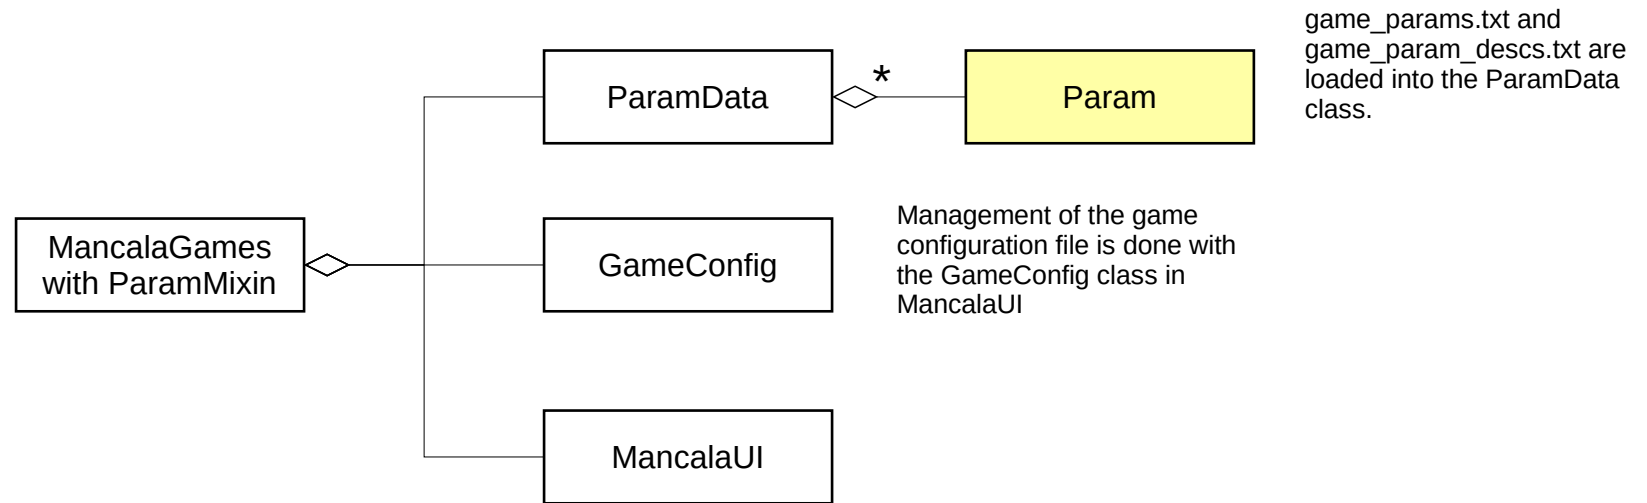 game_params.txt and
game_param_descs.txt are
loaded into the ParamData
class.
ParamData
*
Param
MancalaGames
with ParamMixin
GameConfig
Management of the game
configuration file is done with
the GameConfig class in
MancalaUI
MancalaUI